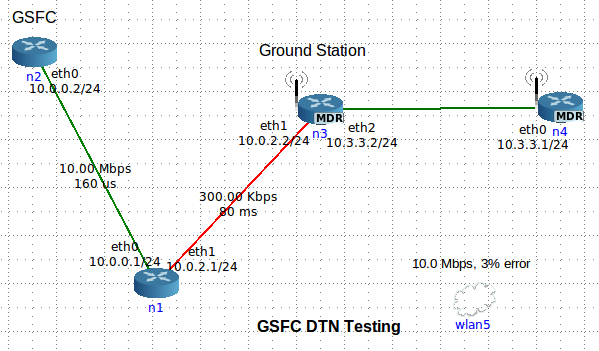 GSFC
n2
eth0
10.0.0.2/24
Ground Station
MDR
n3
eth1
10.0.2.2/24
eth2
10.3.3.2/24
MDR
n4
eth0
10.3.3.1/24
10.00 Mbps
160 us
300.00 Kbps
80 ms
eth0
10.0.0.1/24
eth1
10.0.2.1/24
n1
10.0 Mbps, 3% error
wlan5
GSFC DTN Testing